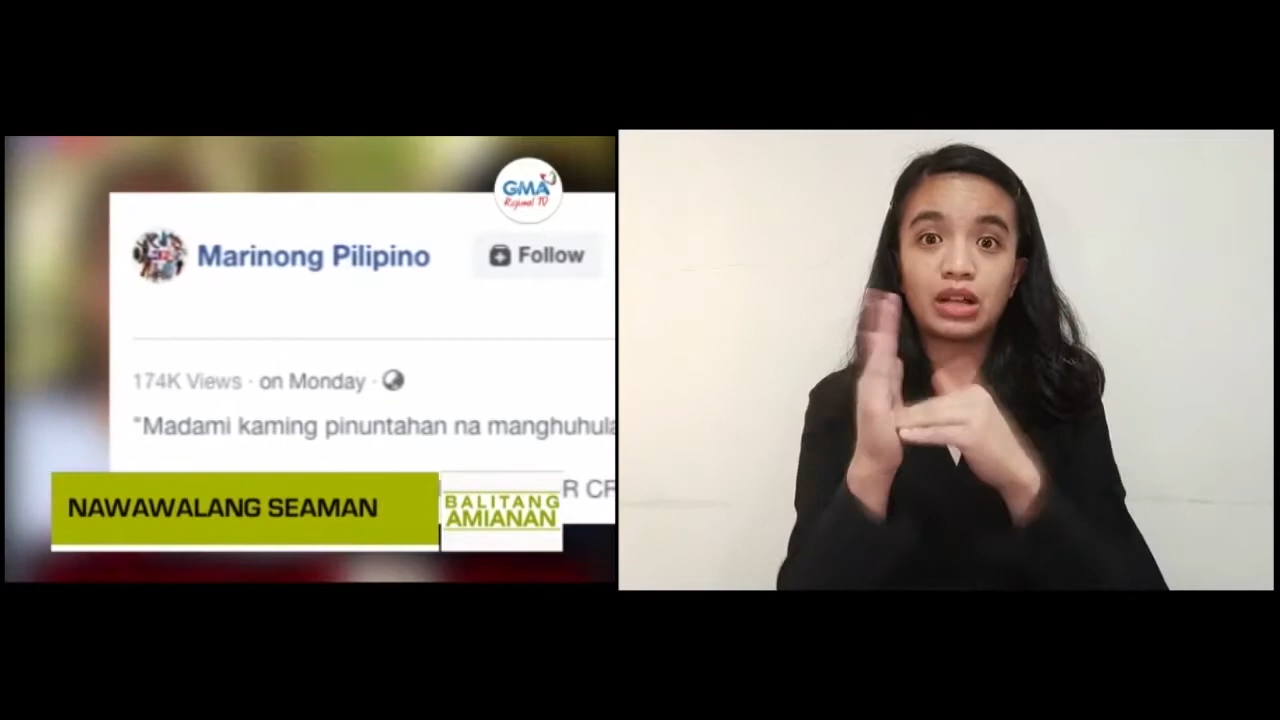 GMA
Regional TV
Marinong Pilipino
Follow
174K Views · on Monday ·
"Madami kaming pinuntahan na manghuhula
R CR
NAWAWALANG SEAMAN
BALITANG
AMIANAN